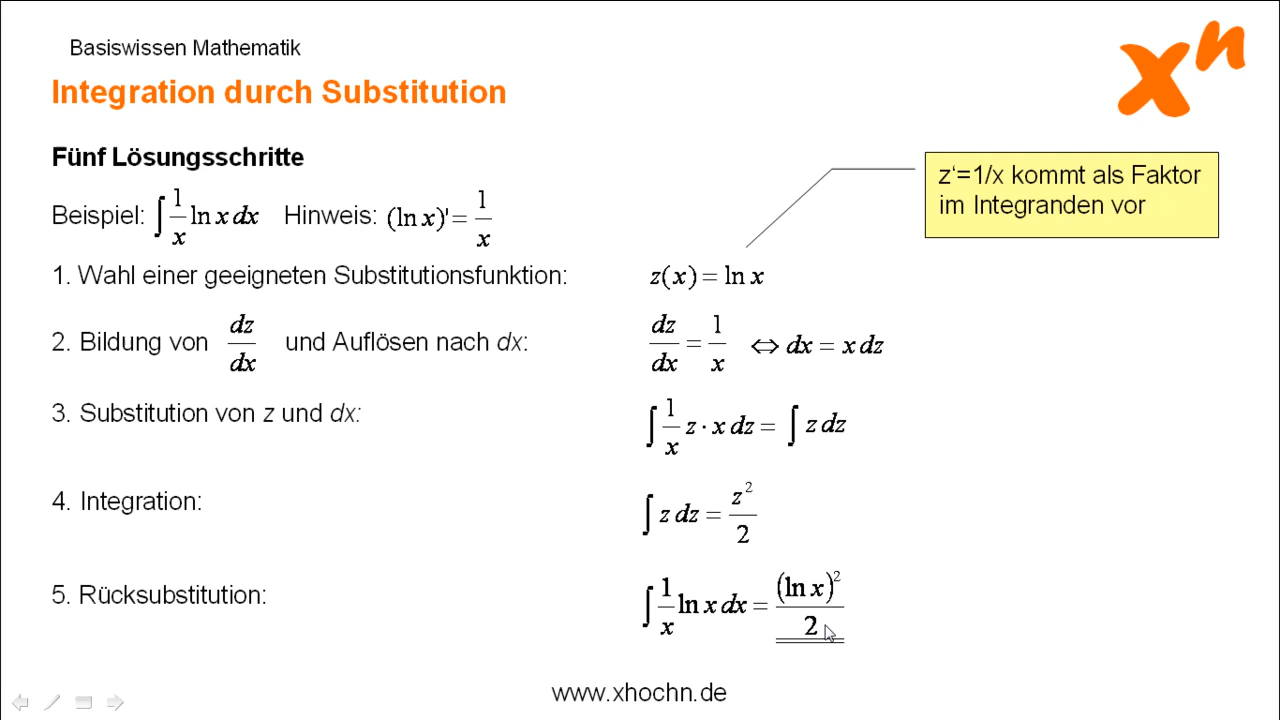 Basiswissen Mathematik
xⁿ
Integration durch Substitution
Fünf Lösungsschritte
z‘=1/x kommt als Faktor
im Integranden vor
Beispiel: ∫ 1/x ln x dx Hinweis: (ln x)' = 1/x
1. Wahl einer geeigneten Substitutionsfunktion: z(x) = ln x
2. Bildung von dz/dx und Auflösen nach dx: dz/dx = 1/x ⇔ dx = x dz
3. Substitution von z und dx: ∫ 1/x z · x dz = ∫ z dz
4. Integration: ∫ z dz = z²/2
5. Rücksubstitution: ∫ 1/x ln x dx = (ln x)²/2
www.xhochn.de